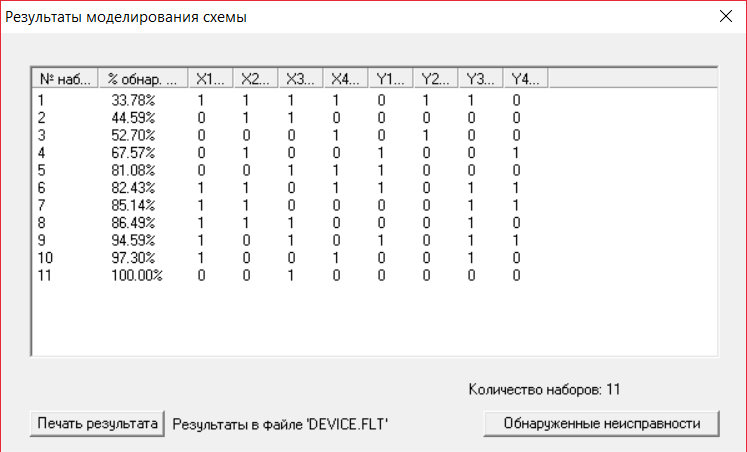 Результаты моделирования схемы
№ наб... % обнар. ... X1... X2... X3... X4... Y1... Y2... Y3... Y4...
1 33.78% 1 1 1 1 0 1 1 0
2 44.59% 0 1 1 0 0 0 0 0
3 52.70% 0 0 0 1 0 1 0 0
4 67.57% 0 1 0 0 1 0 0 1
5 81.08% 0 0 1 1 1 0 0 0
6 82.43% 1 1 0 1 1 0 1 1
7 85.14% 1 1 0 0 0 0 1 1
8 86.49% 1 1 1 0 0 0 1 0
9 94.59% 1 0 1 0 1 0 1 1
10 97.30% 1 0 0 1 0 0 1 0
11 100.00% 0 0 1 0 0 0 0 0
Количество наборов: 11
Печать результата Результаты в файле 'DEVICE.FLT' Обнаруженные неисправности